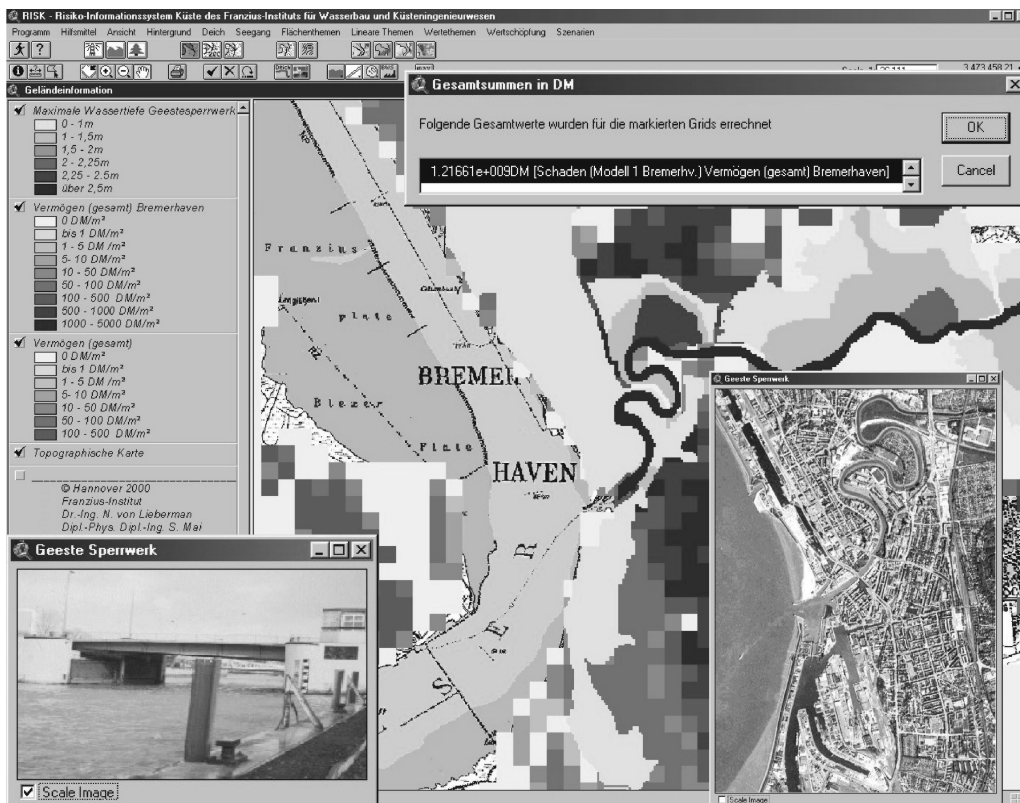 RISK - Risiko-Informationssystem Küste des Franzius-Instituts für Wasserbau und Küsteningenieurwesen
Programm Hilfsmittel Ansicht Hintergrund Deich Seegang Flächenthemen Lineare Themen Wertethemen Wertschöpfung Szenarien
3 473 458.21
Geländeinformation
Maximale Wassertiefe Geestesperrwerk
0 - 1m
1 - 1,5m
1,5 - 2m
2 - 2,25m
2,25 - 2.5m
über 2,5m
Vermögen (gesamt) Bremerhaven
0 DM/m²
bis 1 DM/m²
1 - 5 DM/m²
5- 10 DM/m²
10 - 50 DM/m²
50 - 100 DM/m²
100 - 500 DM/m²
500 - 1000 DM/m²
1000 - 5000 DM/m²
Vermögen (gesamt)
0 DM/m²
bis 1 DM/m²
1 - 5 DM/m²
5- 10 DM/m²
10 - 50 DM/m²
50 - 100 DM/m²
100 - 500 DM/m²
Topographische Karte
© Hannover 2000
Franzius-Institut
Dr.-Ing. N. von Lieberman
Dipl.-Phys. Dipl.-Ing. S. Mai
Gesamtsummen in DM
Folgende Gesamtwerte wurden für die markierten Grids errechnet
OK
1.21661e+009DM [Schaden (Modell 1 Bremerhv.) Vermögen (gesamt) Bremerhaven]
Cancel
Franzius
Plate
BREMER
Blexer
Plate
HAVEN
S E R
Geeste Sperrwerk
Scale Image
Geeste Sperrwerk
Scale Image